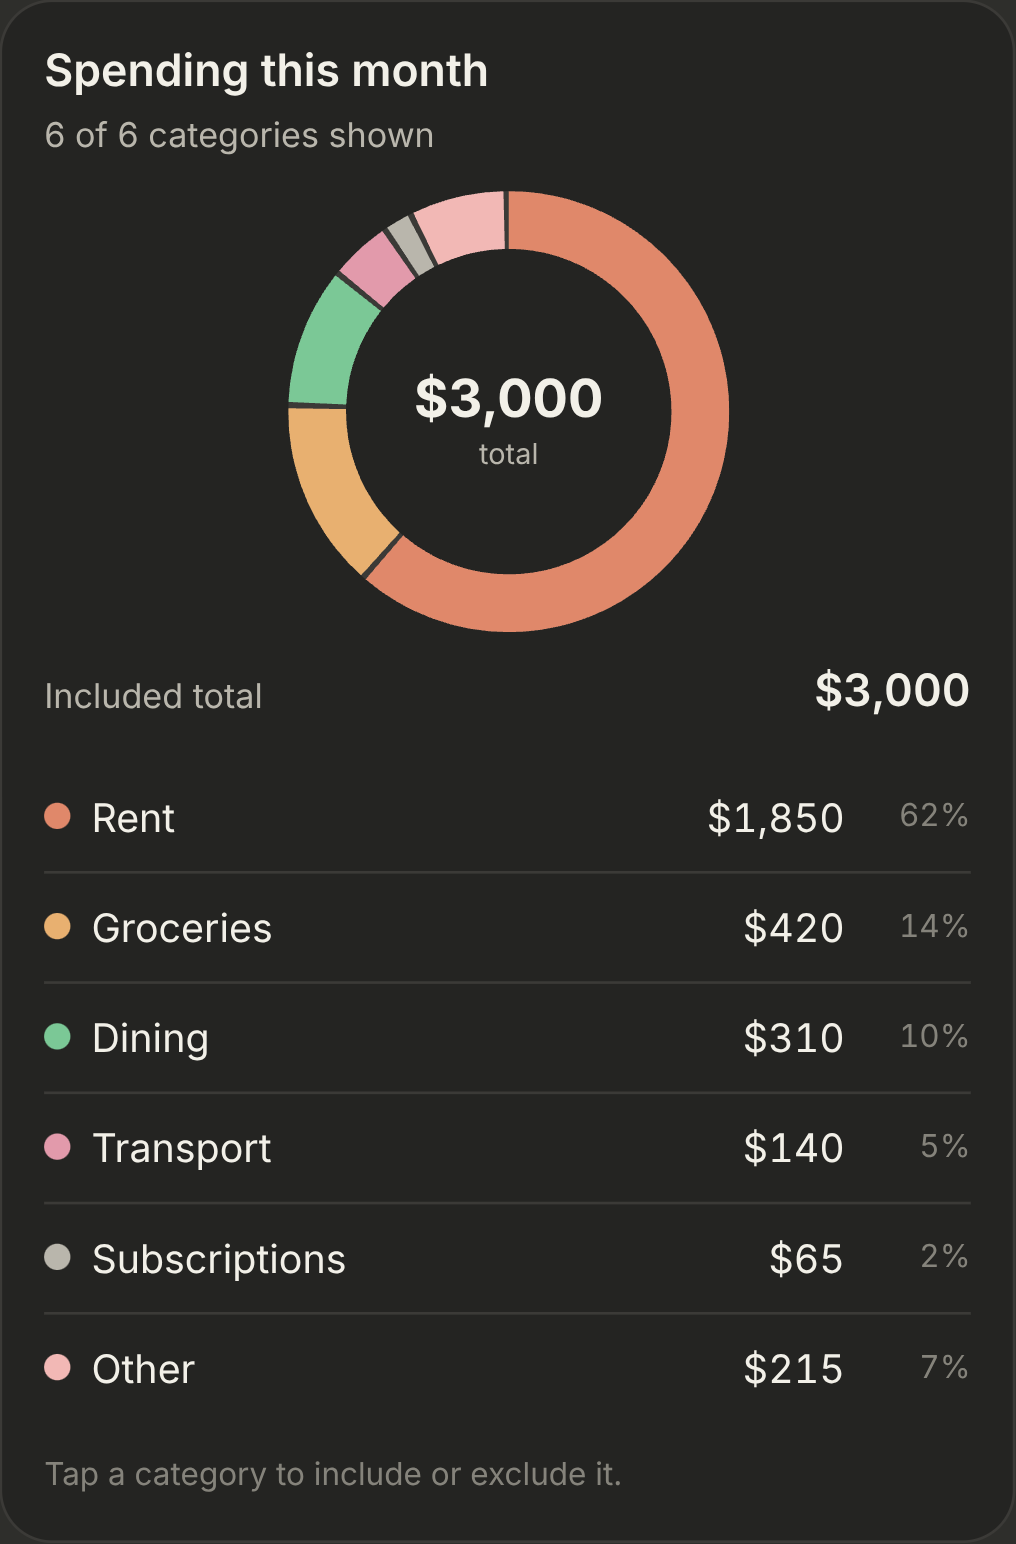 Spending this month
6 of 6 categories shown
$3,000
total
Included total $3,000
Rent $1,850 62%
Groceries $420 14%
Dining $310 10%
Transport $140 5%
Subscriptions $65 2%
Other $215 7%
Tap a category to include or exclude it.